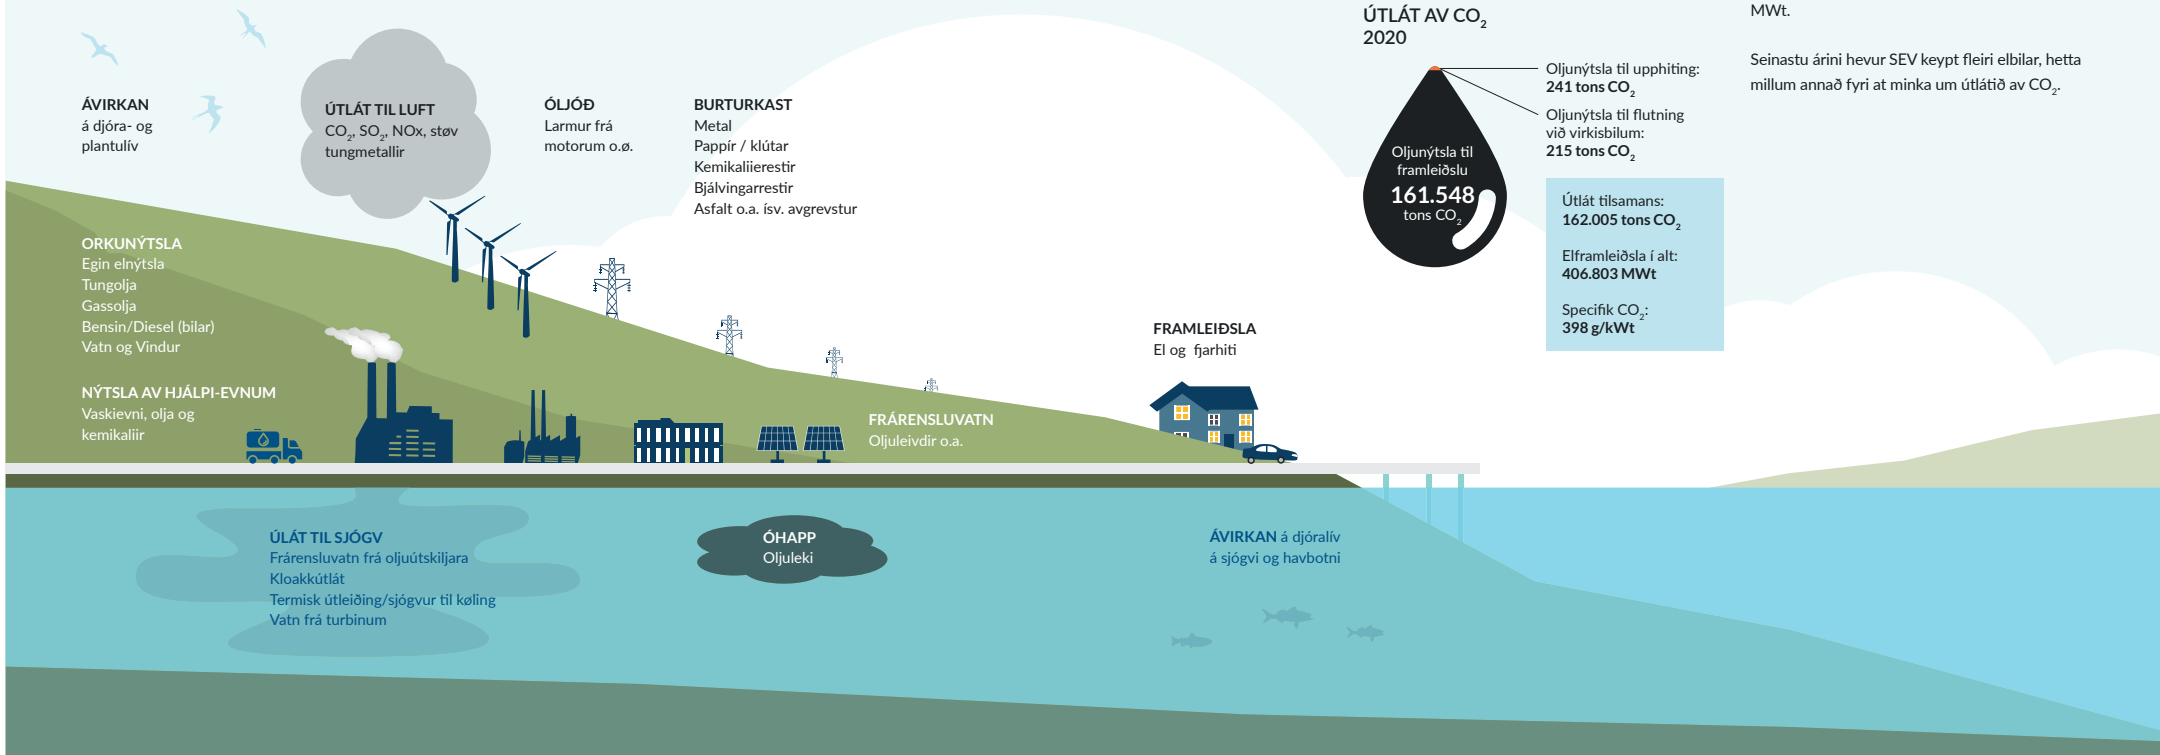 ÁVIRKAN
á djóra- og
plantulív
ÚTLÁT TIL LUFT
CO₂, SO₂, NOx, støv
tungmetallir
ÓLJÓÐ
Larmur frá
motorum o.ø.
BURTURKAST
Metal
Pappír / klútar
Kemikaliierestir
Bjálvingarrestir
Asfalt o.a. ísv. avgrevstur
ÚTLÁT AV CO₂
2020
Oljunýtsla til upphiting:
241 tons CO₂
Oljunýtsla til flutning
við virkisbilum:
215 tons CO₂
Oljunýtsla til
framleiðslu
161.548
tons CO₂
Útlát tilsamans:
162.005 tons CO₂
Elframleiðsla í alt:
406.803 MWt
Specifik CO₂:
398 g/kWt
MWt.
Seinastu árini hevur SEV keypt fleiri elbilar, hetta
millum annað fyri at minka um útlátið av CO₂.
ORKUNÝTSLA
Egin elnýtsla
Tungolja
Gassolja
Bensin/Diesel (bilar)
Vatn og Vindur
NÝTSLA AV HJÁLPI-EVNUM
Vaskievni, olja og
kemikaliir
FRÁRENSLUVATN
Oljuleivdir o.a.
FRAMLEIÐSLA
El og fjarhiti
ÚLÁT TIL SJÓGV
Frárensluvatn frá oljuútskiljara
Kloakkútlát
Termisk útleiðing/sjógvur til køling
Vatn frá turbinum
ÓHAPP
Oljuleki
ÁVIRKAN á djóralív
á sjógvi og havbotni